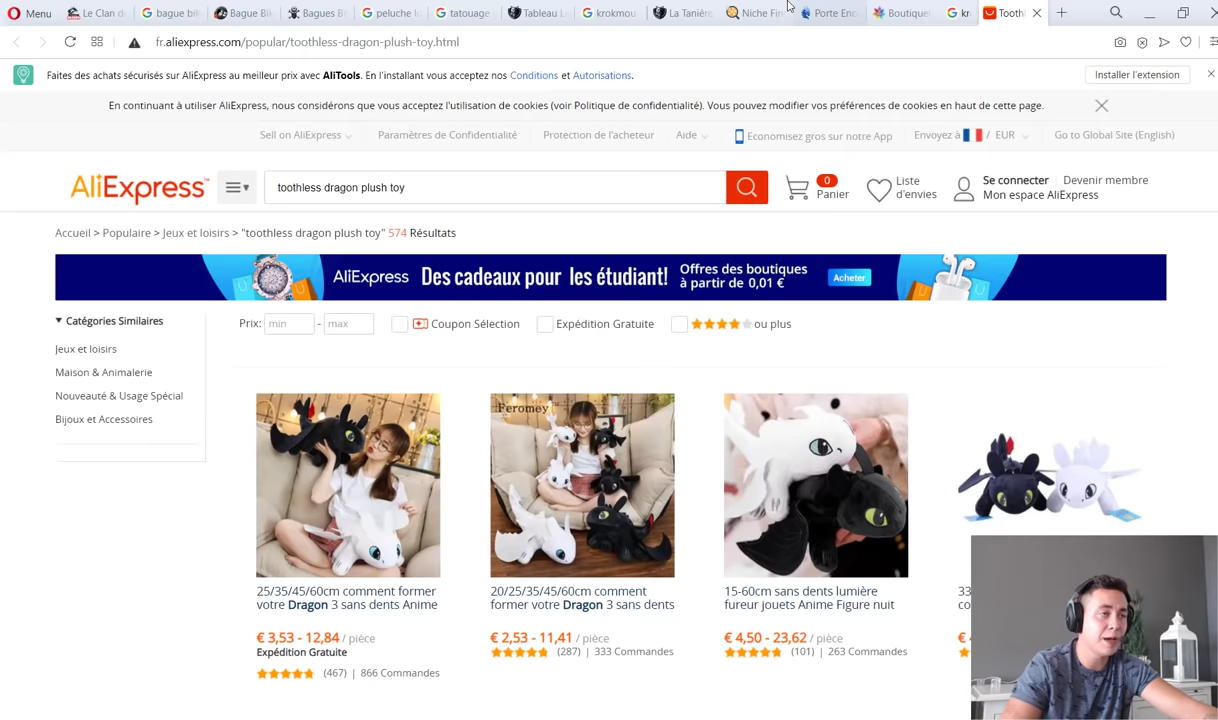 Menu Le Clan d bague bik Bague Bik Bagues B peluche l tatouage Tableau L krokmou La Tanière Niche Fin Porte Enc Boutique kr Tooth
fr.aliexpress.com/popular/toothless-dragon-plush-toy.html
Faites des achats sécurisés sur AliExpress au meilleur prix avec AliTools. En l'installant vous acceptez nos Conditions et Autorisations. Installer l'extension
En continuant à utiliser AliExpress, nous considérons que vous acceptez l'utilisation de cookies (voir Politique de confidentialité). Vous pouvez modifier vos préférences de cookies en haut de cette page.
Sell on AliExpress Paramètres de Confidentialité Protection de l'acheteur Aide Economisez gros sur notre App Envoyez à / EUR Go to Global Site (English)
AliExpress™ toothless dragon plush toy 0 Panier Liste d'envies Se connecter Devenir membre
Mon espace AliExpress
Accueil > Populaire > Jeux et loisirs > "toothless dragon plush toy" 574 Résultats
AliExpress Des cadeaux pour les étudiant! Offres des boutiques à partir de 0,01 € Acheter
Catégories Similaires
Jeux et loisirs
Maison & Animalerie
Nouveauté & Usage Spécial
Bijoux et Accessoires
Prix: min - max Coupon Sélection Expédition Gratuite ou plus
25/35/45/60cm comment former
votre Dragon 3 sans dents Anime
€ 3,53 - 12,84 / pièce
Expédition Gratuite
(467) | 866 Commandes
Feromey
20/25/35/45/60cm comment
former votre Dragon 3 sans dents
€ 2,53 - 11,41 / pièce
(287) | 333 Commandes
15-60cm sans dents lumière
fureur jouets Anime Figure nuit
€ 4,50 - 23,62 / pièce
(101) | 263 Commandes
33
co
€ 4